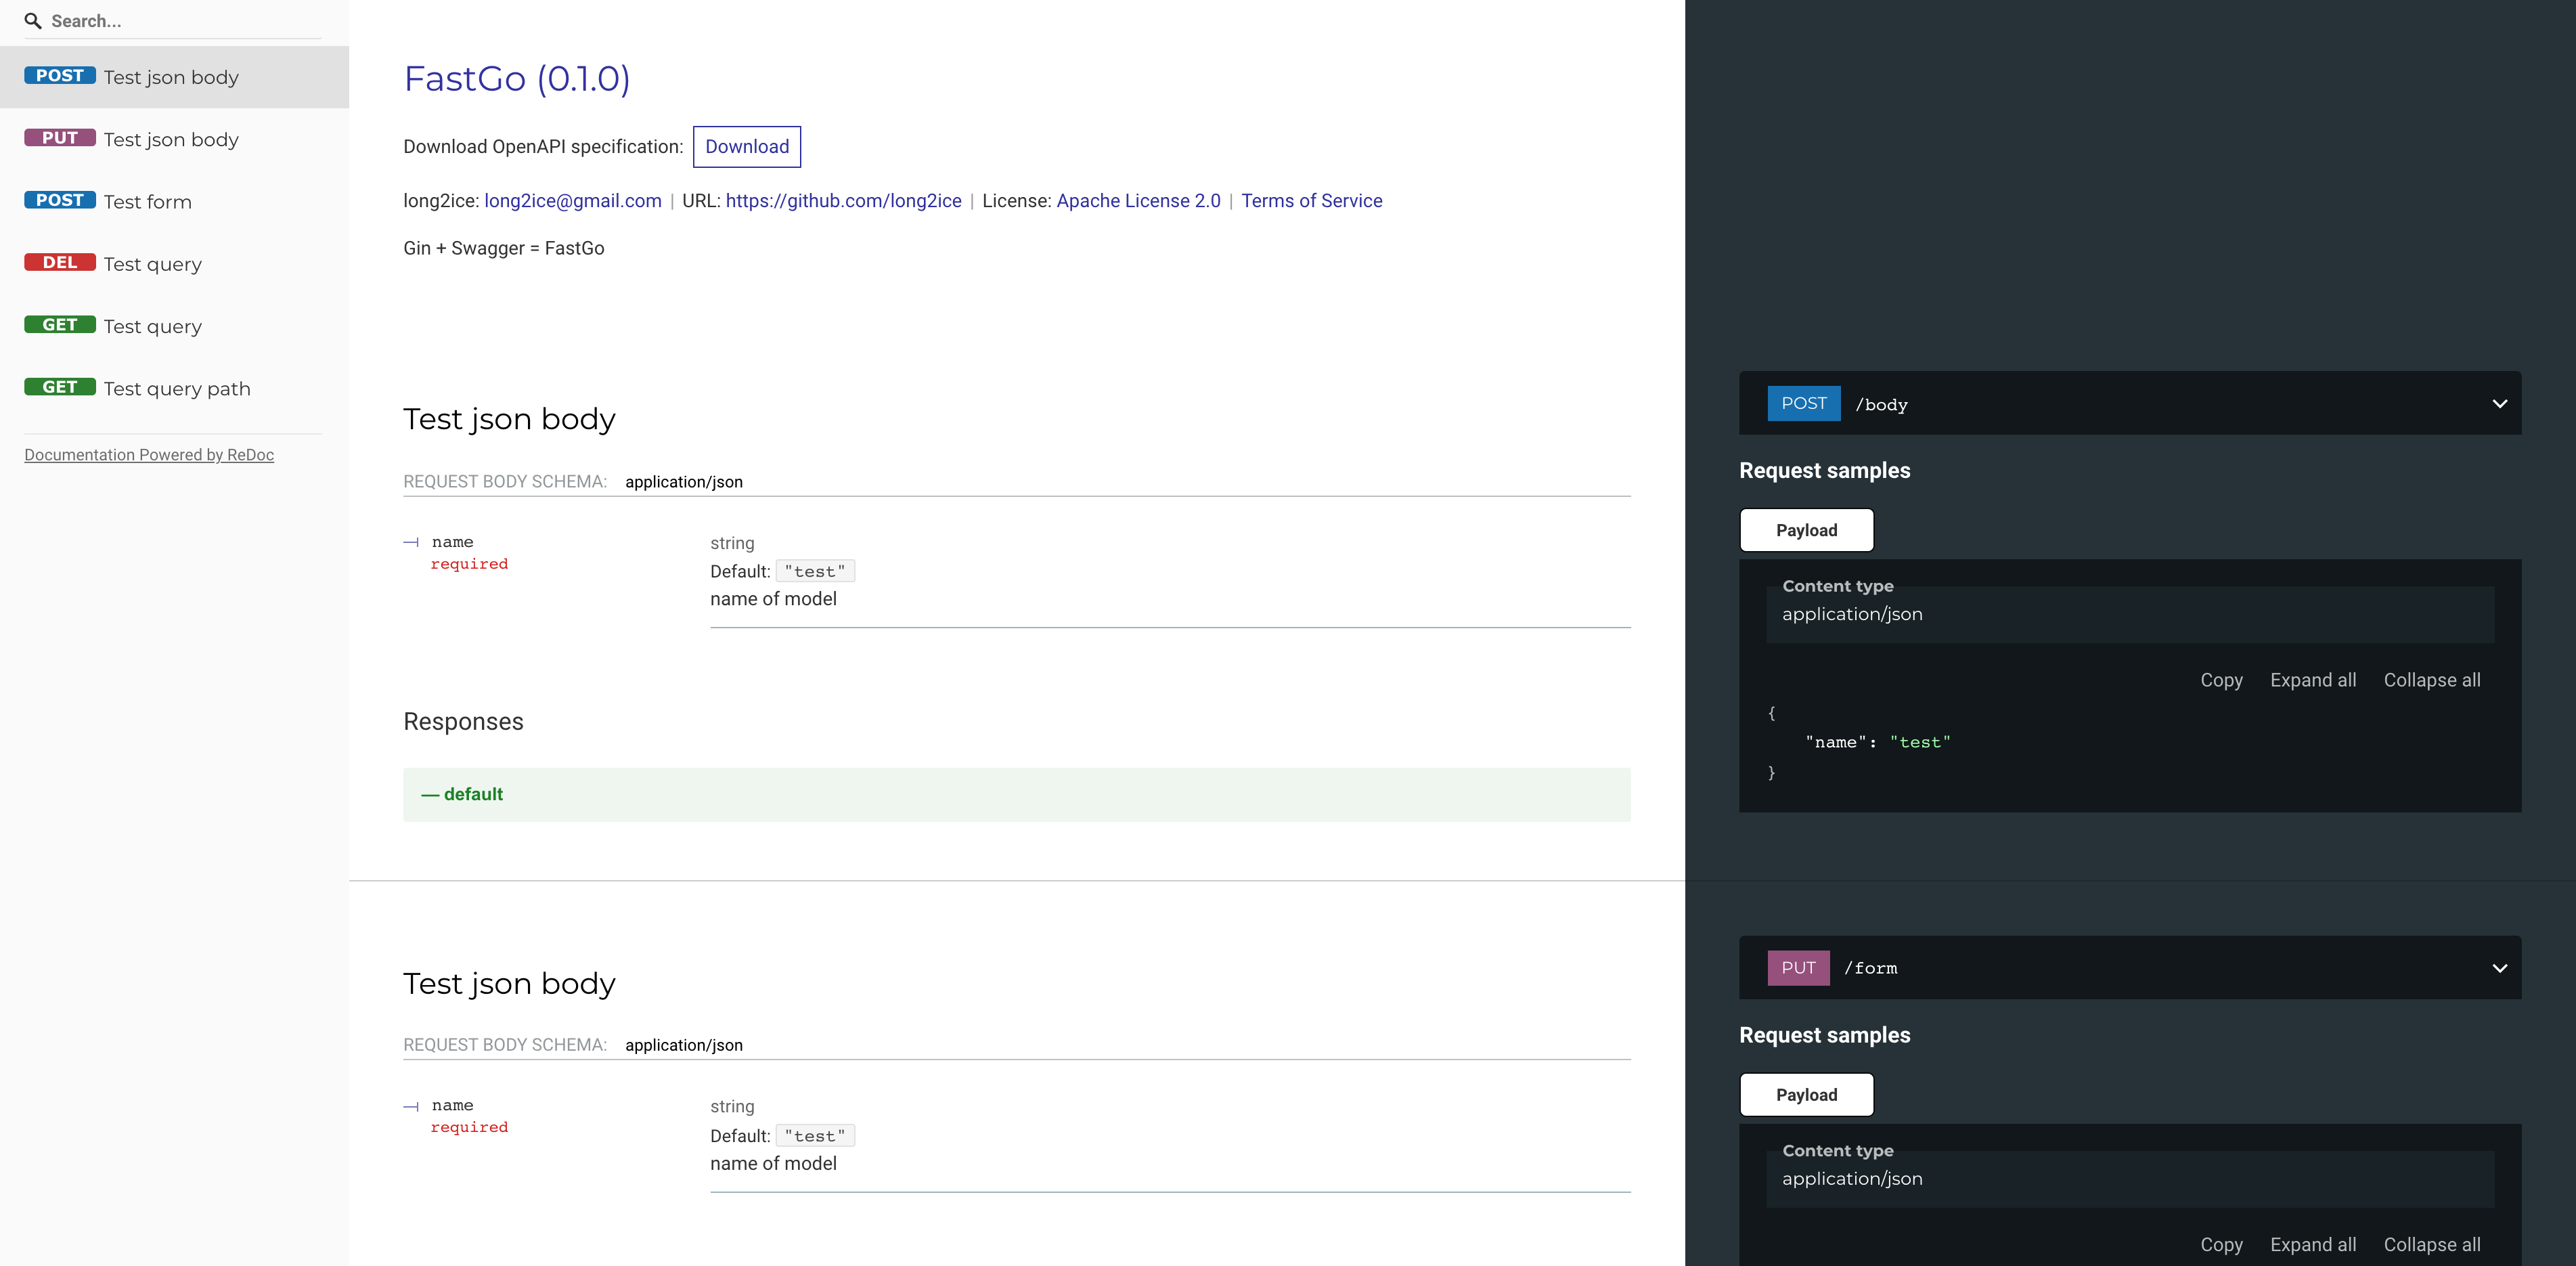 Search...
POST Test json body
PUT Test json body
POST Test form
DEL Test query
GET Test query
GET Test query path
Documentation Powered by ReDoc
FastGo (0.1.0)
Download OpenAPI specification: Download
long2ice: long2ice@gmail.com | URL: https://github.com/long2ice | License: Apache License 2.0 | Terms of Service
Gin + Swagger = FastGo
Test json body
REQUEST BODY SCHEMA: application/json
name
required
string
Default: "test"
name of model
Responses
— default
POST /body
Request samples
Payload
Content type
application/json
Copy Expand all Collapse all
{
"name": "test"
}
Test json body
REQUEST BODY SCHEMA: application/json
name
required
string
Default: "test"
name of model
PUT /form
Request samples
Payload
Content type
application/json
Copy Expand all Collapse all